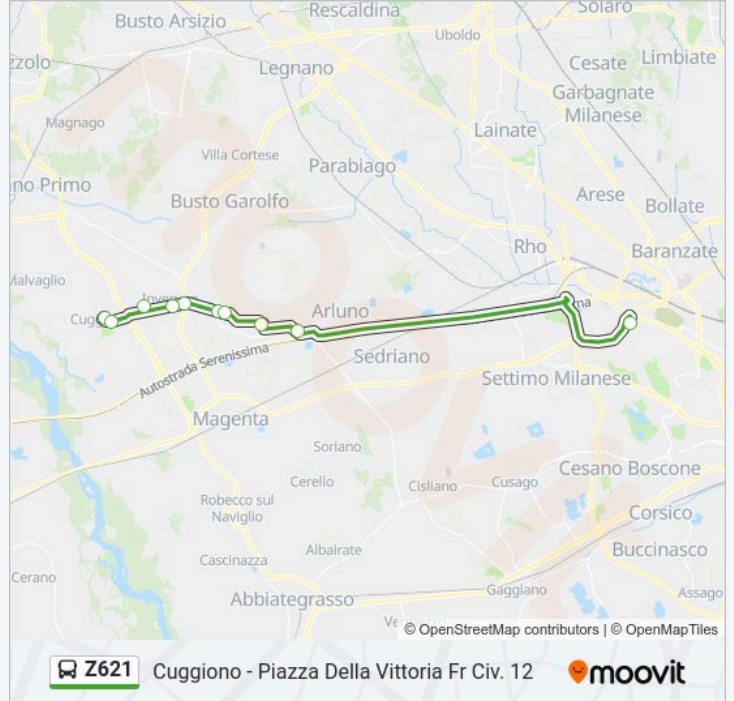 Rescaldina
Solaro
Busto Arsizio
Uboldo
Limbiate
Cesate
zzolo
Legnano
Garbagnate
Milanese
Magnago
Lainate
Villa Cortese
Parabiago
no Primo
Arese
Busto Garolfo
Bollate
Rho
Baranzate
Malvaglio
Inve
Cug
Arluno
ma
Autostrada Serenissima
Sedriano
Settimo Milanese
Magenta
Soriano
Cesano Boscone
Cerello
Cisliano
Cusago
Robecco sul
Naviglio
Corsico
Buccinasco
Albairate
Cascinazza
Cerano
Gaggiano
Assago
Abbiategrasso
Ve
© OpenStreetMap contributors | © OpenMapTiles
Z621 Cuggiono - Piazza Della Vittoria Fr Civ. 12 moovit